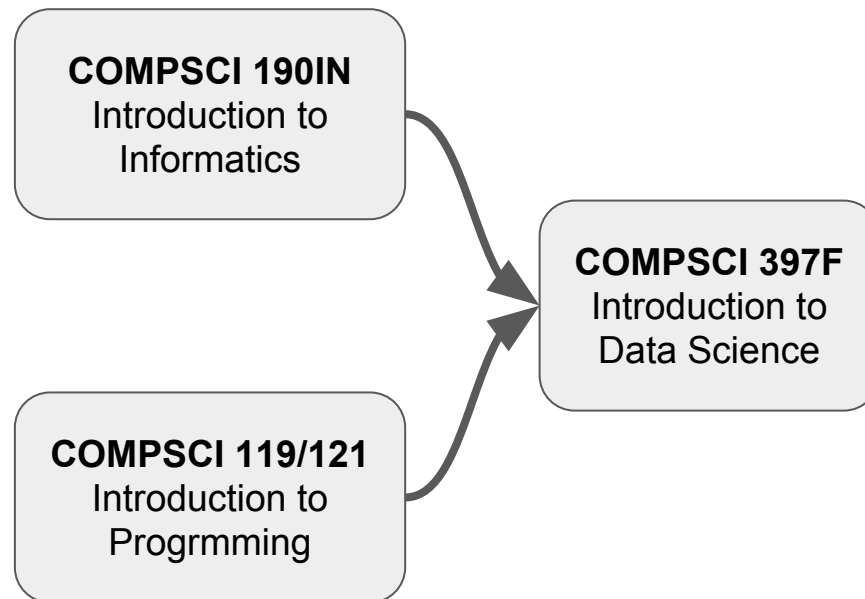 COMPSCI 190IN
Introduction to
Informatics
COMPSCI 119/121
Introduction to
Progrmming
COMPSCI 397F
Introduction to
Data Science